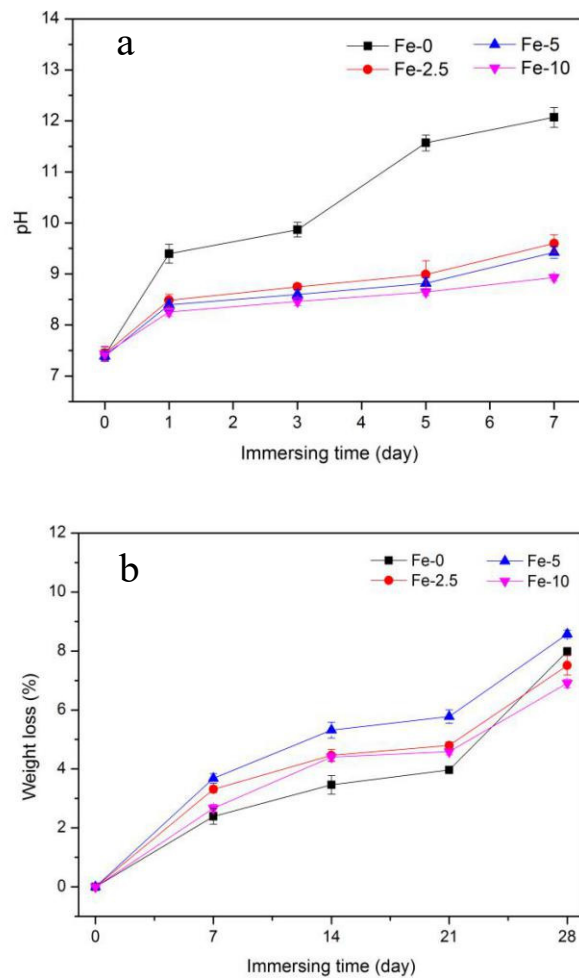 a
Fe-0
Fe-5
Fe-2.5
Fe-10
14
13
12
11
10
9
8
7
pH
0 1 2 3 4 5 6 7
Immersing time (day)
b
Fe-0
Fe-5
Fe-2.5
Fe-10
12
10
8
6
4
2
0
Weight loss (%)
0 7 14 21 28
Immersing time (day)